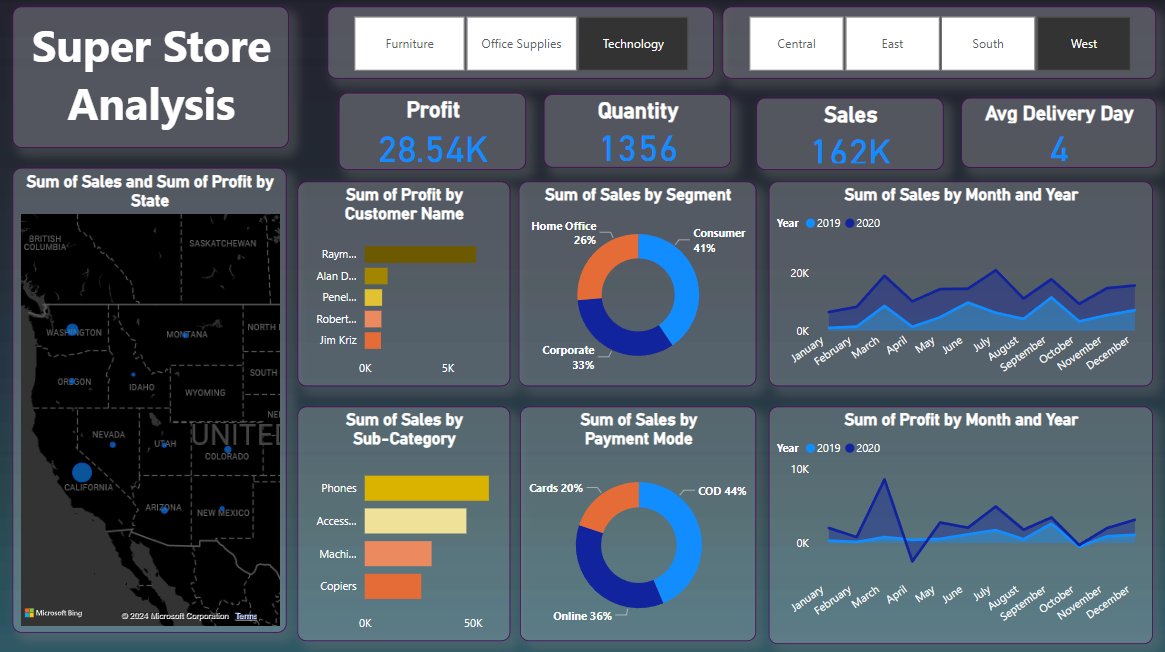 Super Store
Analysis
Furniture
Office Supplies
Technology
Central
East
South
West
Profit
28.54K
Quantity
1356
Sales
162K
Avg Delivery Day
4
Sum of Sales and Sum of Profit by
State
BRITISH
COLUMBIA
SASKATCHEWAN
WASHINGTON
MONTANA
NORTH
OREGON
IDAHO
SOUTH
WYOMING
NE
NEVADA
UTAH
UNITE
COLORADO
CALIFORNIA
ARIZONA
NEW MEXICO
Microsoft Bing
© 2024 Microsoft Corporation Terms
Sum of Profit by
Customer Name
Raym...
Alan D...
Penel...
Robert...
Jim Kriz
0K 5K
Sum of Sales by Segment
Home Office
26%
Consumer
41%
Corporate
33%
Sum of Sales by Month and Year
Year 2019 2020
20K
0K
January
February
March
April
May
June
July
August
September
October
November
December
Sum of Sales by
Sub-Category
Phones
Access...
Machi...
Copiers
0K 50K
Sum of Sales by
Payment Mode
Cards 20%
COD 44%
Online 36%
Sum of Profit by Month and Year
Year 2019 2020
10K
0K
January
February
March
April
May
June
July
August
September
October
November
December